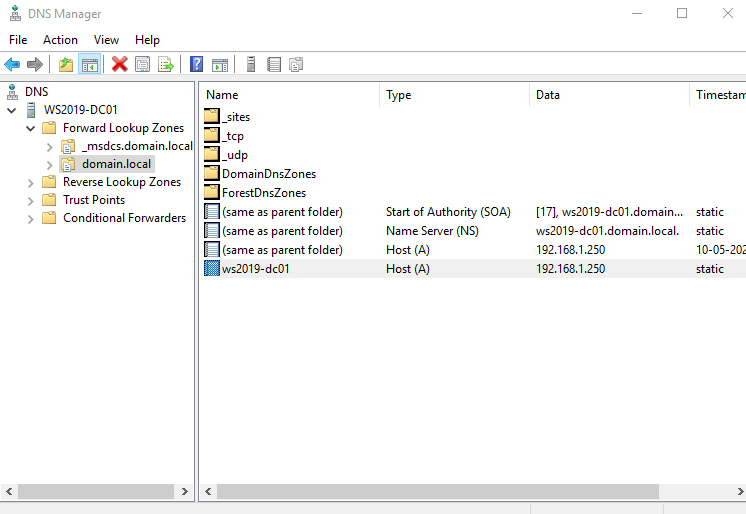 DNS Manager
File Action View Help
DNS
WS2019-DC01
Forward Lookup Zones
_msdcs.domain.local
domain.local
Reverse Lookup Zones
Trust Points
Conditional Forwarders
Name Type Data Timestam
_sites
_tcp
_udp
DomainDnsZones
ForestDnsZones
(same as parent folder) Start of Authority (SOA) [17], ws2019-dc01.domain... static
(same as parent folder) Name Server (NS) ws2019-dc01.domain.local. static
(same as parent folder) Host (A) 192.168.1.250 10-05-202
ws2019-dc01 Host (A) 192.168.1.250 static